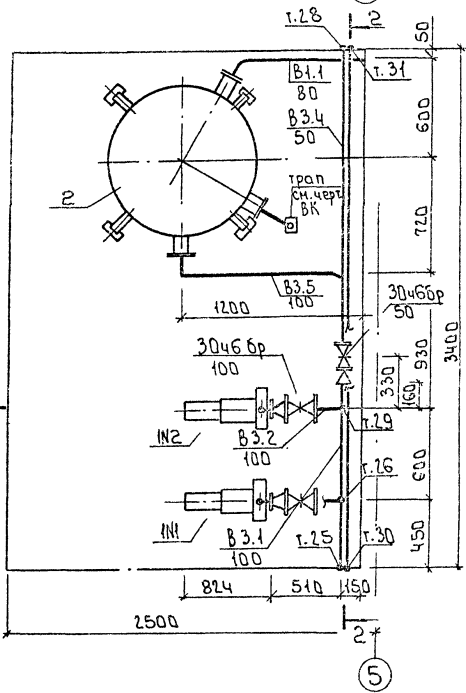 т.28
2
50
т.31
В1.1
80
В3.4
50
600
2
трап
см.черт
ВК
720
В3.5
100
1200
30ч6бр
50
30ч6бр
100
930
330
160
3400
1N2
В3.2
100
т.29
т.26
600
1N1
В3.1
100
т.25
т.30
450
824
510
150
2500
2
5